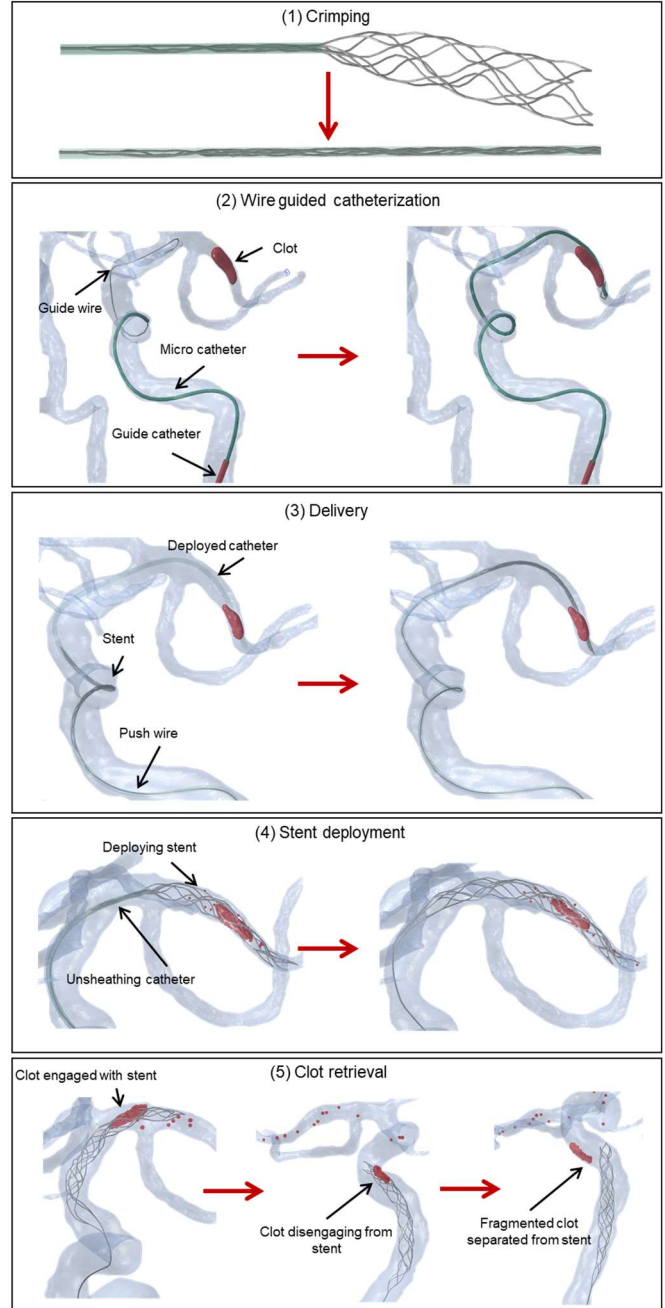 (1) Crimping
(2) Wire guided catheterization
Clot
Guide wire
Micro catheter
Guide catheter
(3) Delivery
Deployed catheter
Stent
Push wire
(4) Stent deployment
Deploying stent
Unsheathing catheter
(5) Clot retrieval
Clot engaged with stent
Clot disengaging from
stent
Fragmented clot
separated from stent